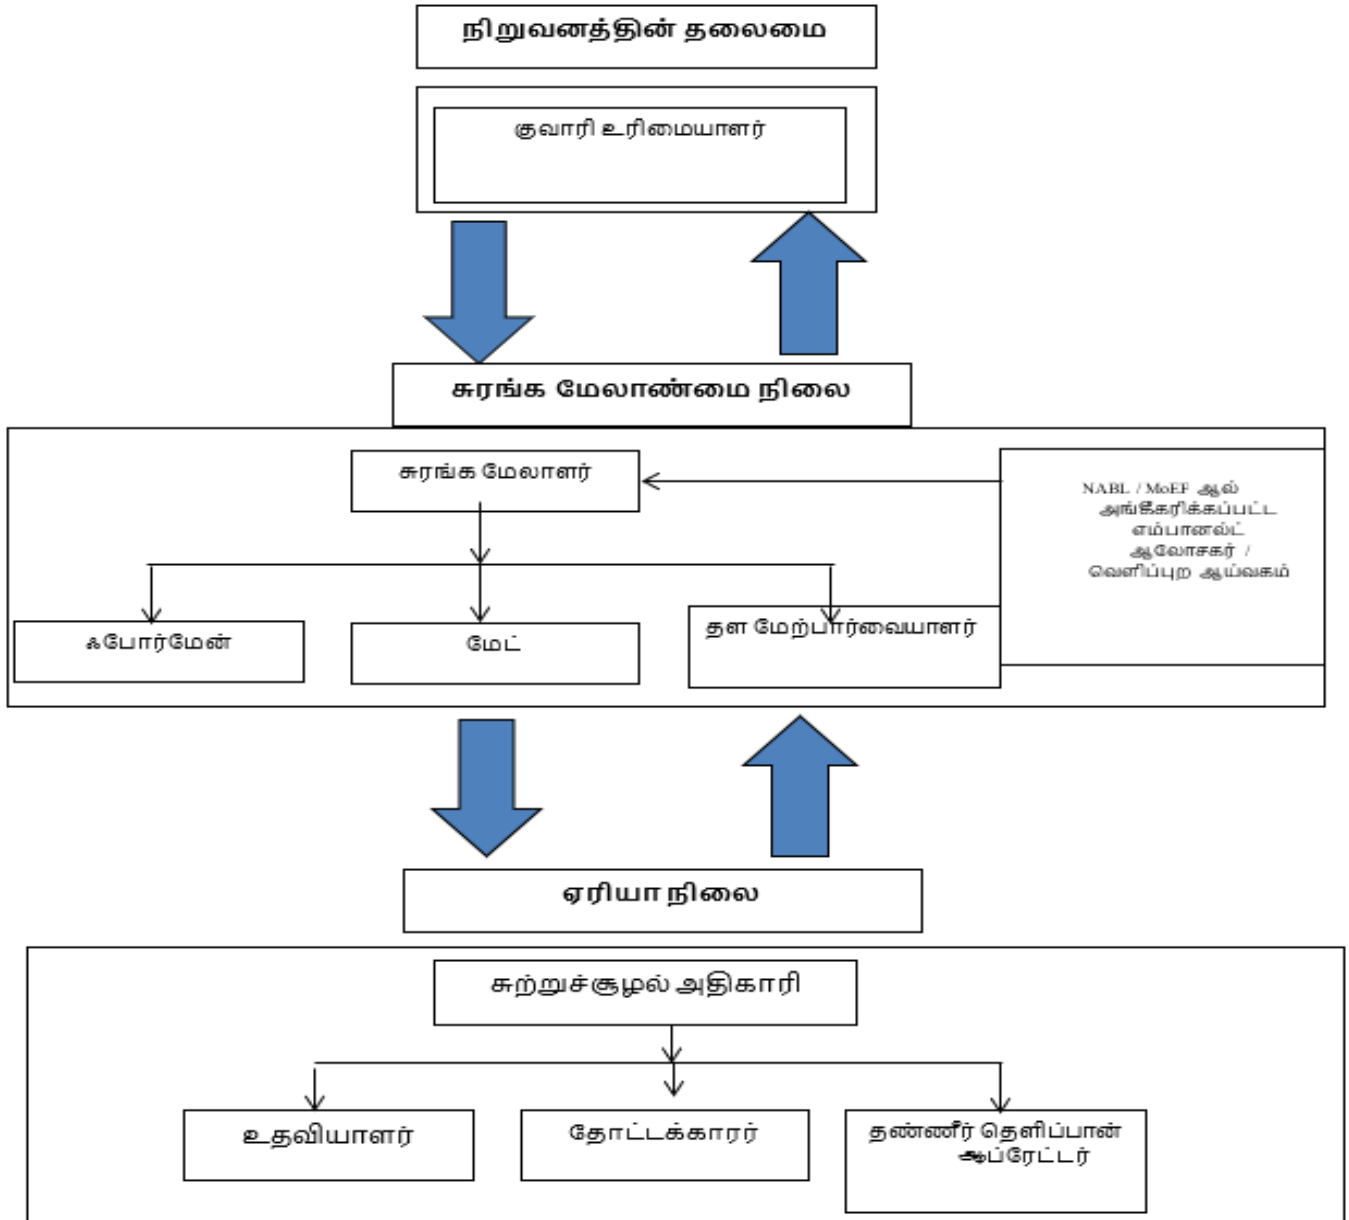 நிறுவனத்தின் தலைமை
குவாரி உரிமையாளர்
சுரங்க மேலாண்மை நிலை
சுரங்க மேலாளர்
NABL / MoEF ஆல்
அங்கீகரிக்கப்பட்ட
எம்பானல்ட்
ஆலோசகர் /
வெளிப்புற ஆய்வகம்
ஃபோர்மேன்
மேட்
தள மேற்பார்வையாளர்
ஏரியா நிலை
சுற்றுச்சூழல் அதிகாரி
உதவியாளர்
தோட்டக்காரர்
தண்ணீர் தெளிப்பான்
ஆப்ரேட்டர்